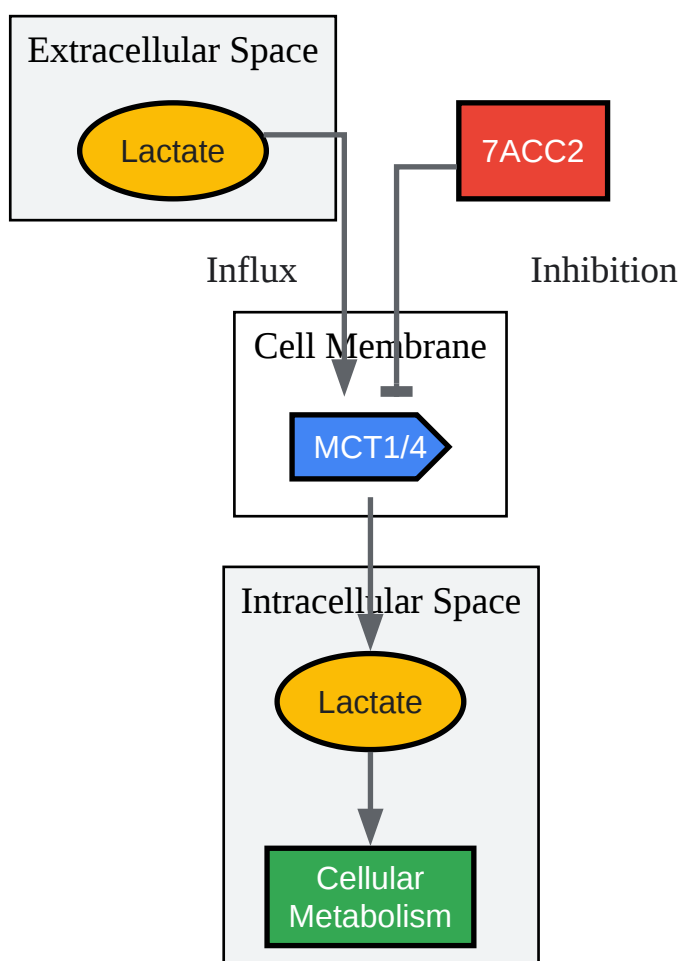 Extracellular Space
Lactate
7ACC2
Influx
Inhibition
Cell Membrane
MCT1/4
Intracellular Space
Lactate
Cellular
Metabolism